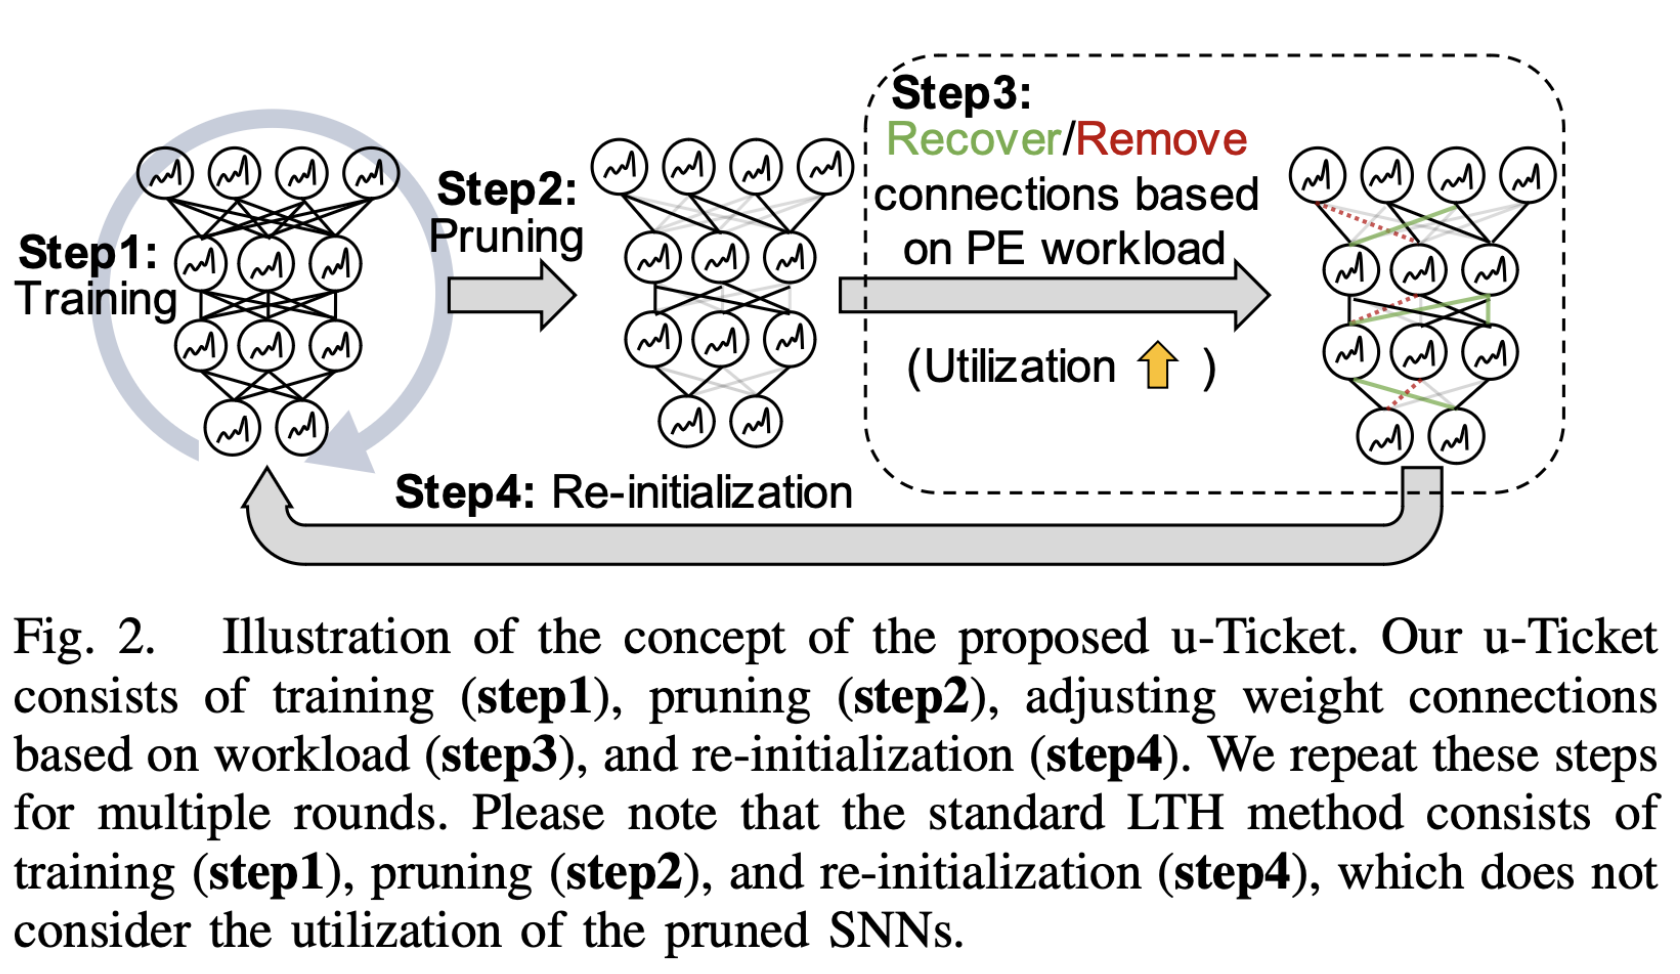 Step1:
Training
Step2:
Pruning
Step3:
Recover/Remove
connections based
on PE workload
(Utilization )
Step4: Re-initialization
Fig. 2. Illustration of the concept of the proposed u-Ticket. Our u-Ticket
consists of training (step1), pruning (step2), adjusting weight connections
based on workload (step3), and re-initialization (step4). We repeat these steps
for multiple rounds. Please note that the standard LTH method consists of
training (step1), pruning (step2), and re-initialization (step4), which does not
consider the utilization of the pruned SNNs.